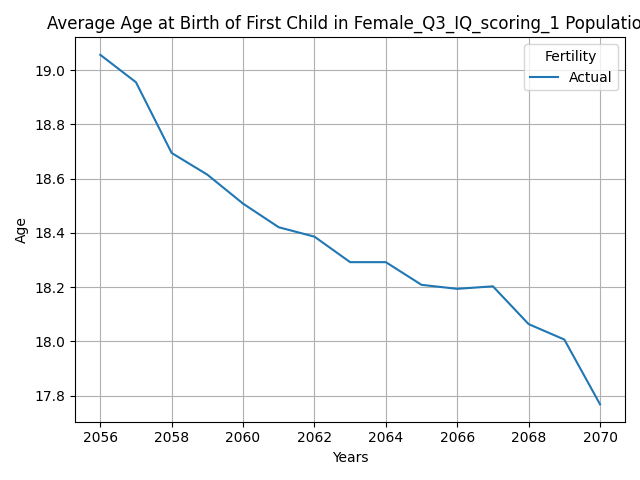 Average Age at Birth of First Child in Female_Q3_IQ_scoring_1 Populatio
Fertility
Actual
19.0
18.8
18.6
18.4
18.2
18.0
17.8
Age
2056 2058 2060 2062 2064 2066 2068 2070
Years